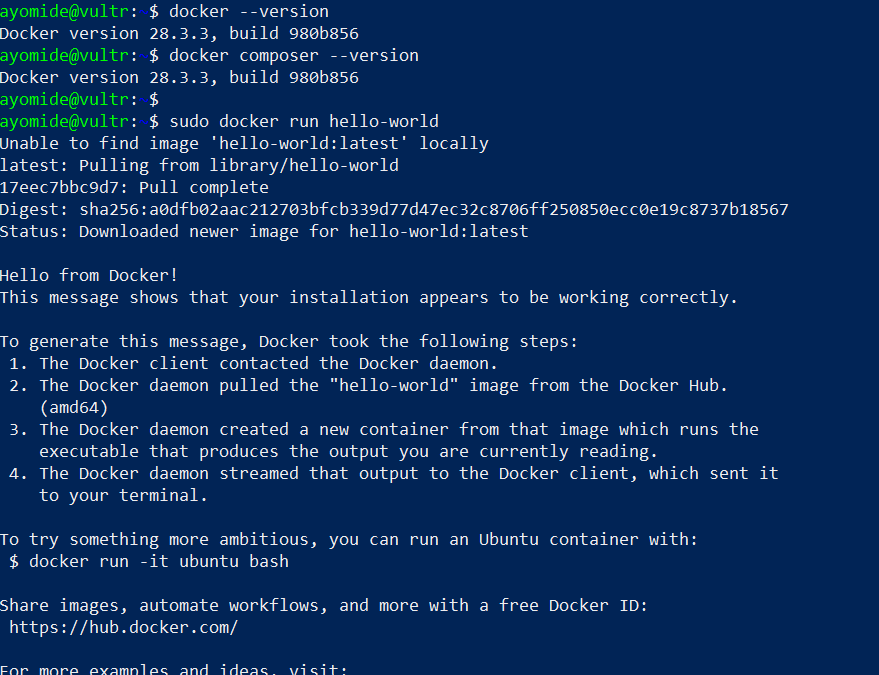 ayomide@vultr:~$ docker --version
Docker version 28.3.3, build 980b856
ayomide@vultr:~$ docker composer --version
Docker version 28.3.3, build 980b856
ayomide@vultr:~$
ayomide@vultr:~$ sudo docker run hello-world
Unable to find image 'hello-world:latest' locally
latest: Pulling from library/hello-world
17eec7bbc9d7: Pull complete
Digest: sha256:a0dfb02aac212703bfcb339d77d47ec32c8706ff250850ecc0e19c8737b18567
Status: Downloaded newer image for hello-world:latest
Hello from Docker!
This message shows that your installation appears to be working correctly.
To generate this message, Docker took the following steps:
1. The Docker client contacted the Docker daemon.
2. The Docker daemon pulled the "hello-world" image from the Docker Hub.
(amd64)
3. The Docker daemon created a new container from that image which runs the
executable that produces the output you are currently reading.
4. The Docker daemon streamed that output to the Docker client, which sent it
to your terminal.
To try something more ambitious, you can run an Ubuntu container with:
$ docker run -it ubuntu bash
Share images, automate workflows, and more with a free Docker ID:
https://hub.docker.com/
For more examples and ideas, visit: